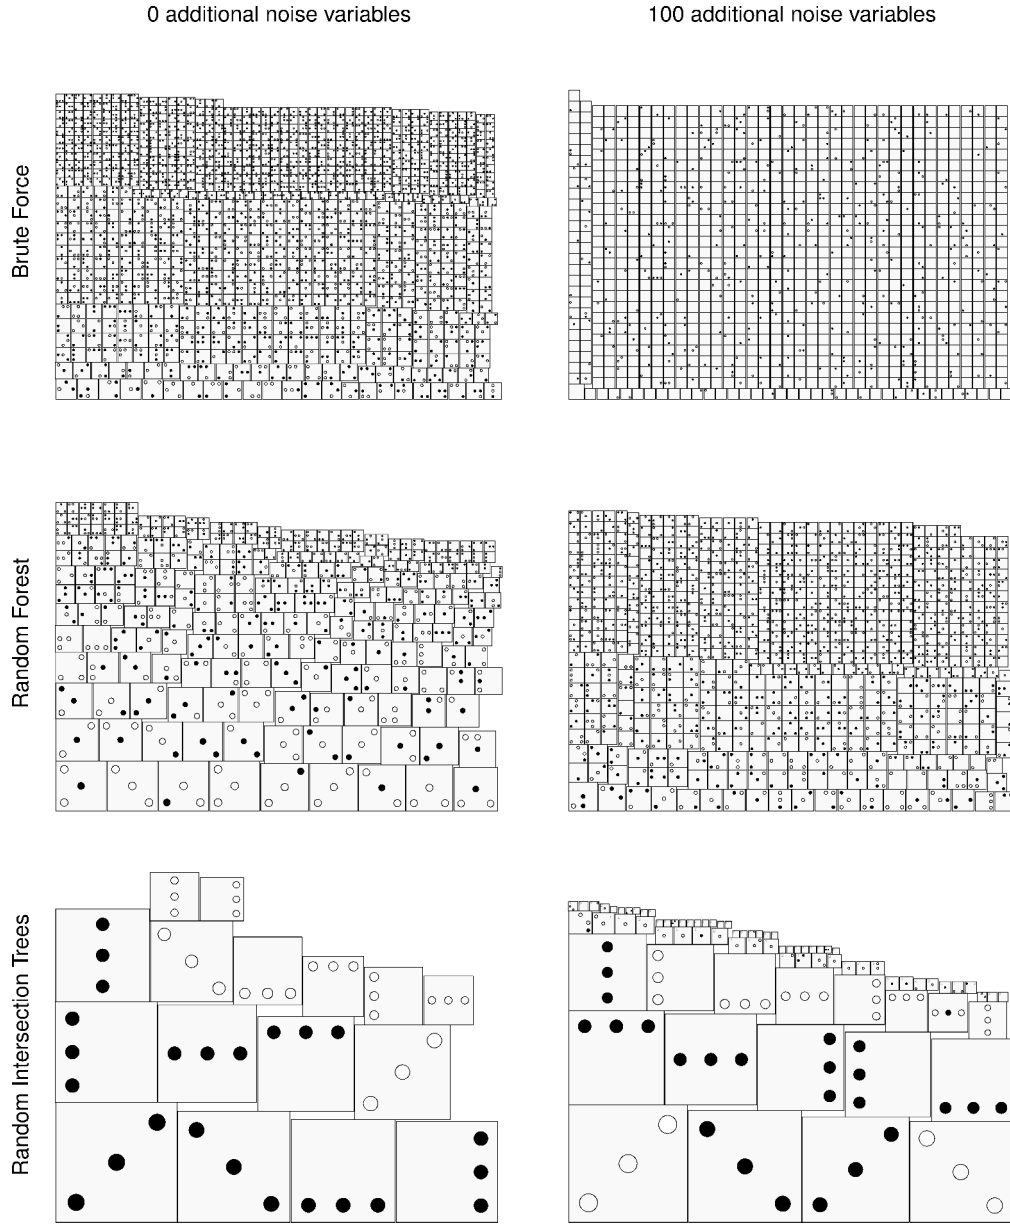 0 additional noise variables
100 additional noise variables
Brute Force
Random Forest
Random Intersection Trees